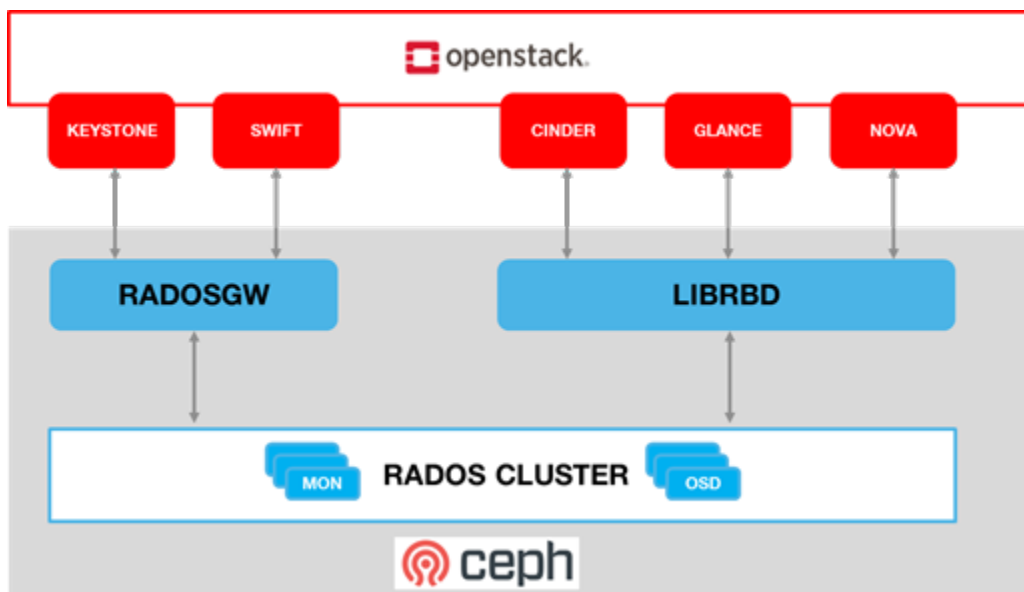 openstack.
KEYSTONE
SWIFT
CINDER
GLANCE
NOVA
RADOSGW
LIBRBD
MON
RADOS CLUSTER
OSD
ceph